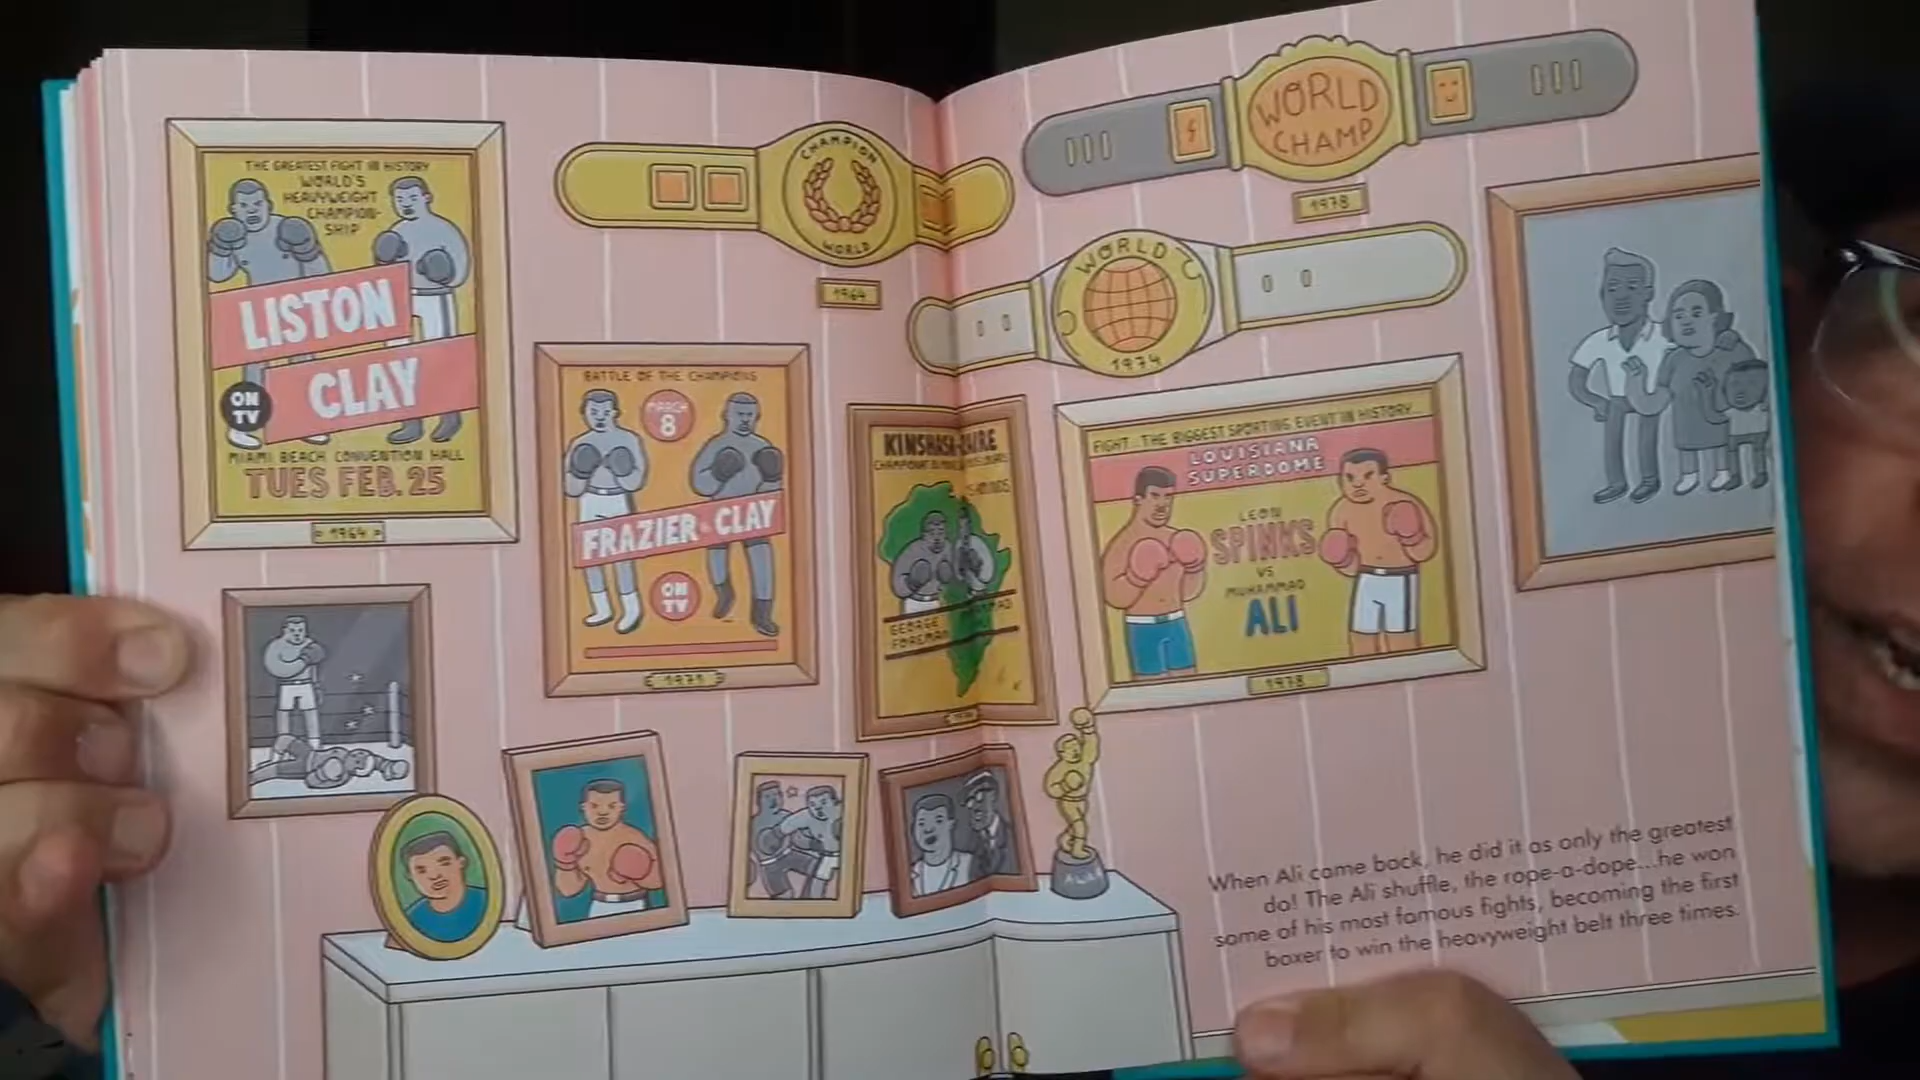 THE GREATEST FIGHT IN HISTORY
WORLD'S
HEAVYWEIGHT
CHAMPION-
SHIP
LISTON
CLAY
ON
TV
MIAMI BEACH CONVENTION HALL
TUES FEB. 25
1964
CHAMPION
WORLD
1964
WORLD
CHAMP
1978
WORLD
1974
BATTLE OF THE CHAMPIONS
MARCH
8
FRAZIER - CLAY
ON
TV
1971
KINSHASA-ZAIRE
GEORGE
FOREMAN
FIGHT...THE BIGGEST SPORTING EVENT IN HISTORY...
LOUISIANA
SUPERDOME
LEON
SPINKS
VS
MUHAMMAD
ALI
1978
When Ali came back, he did it as only the greatest
do! The Ali shuffle, the rope-a-dope...he won
some of his most famous fights, becoming the first
boxer to win the heavyweight belt three times.